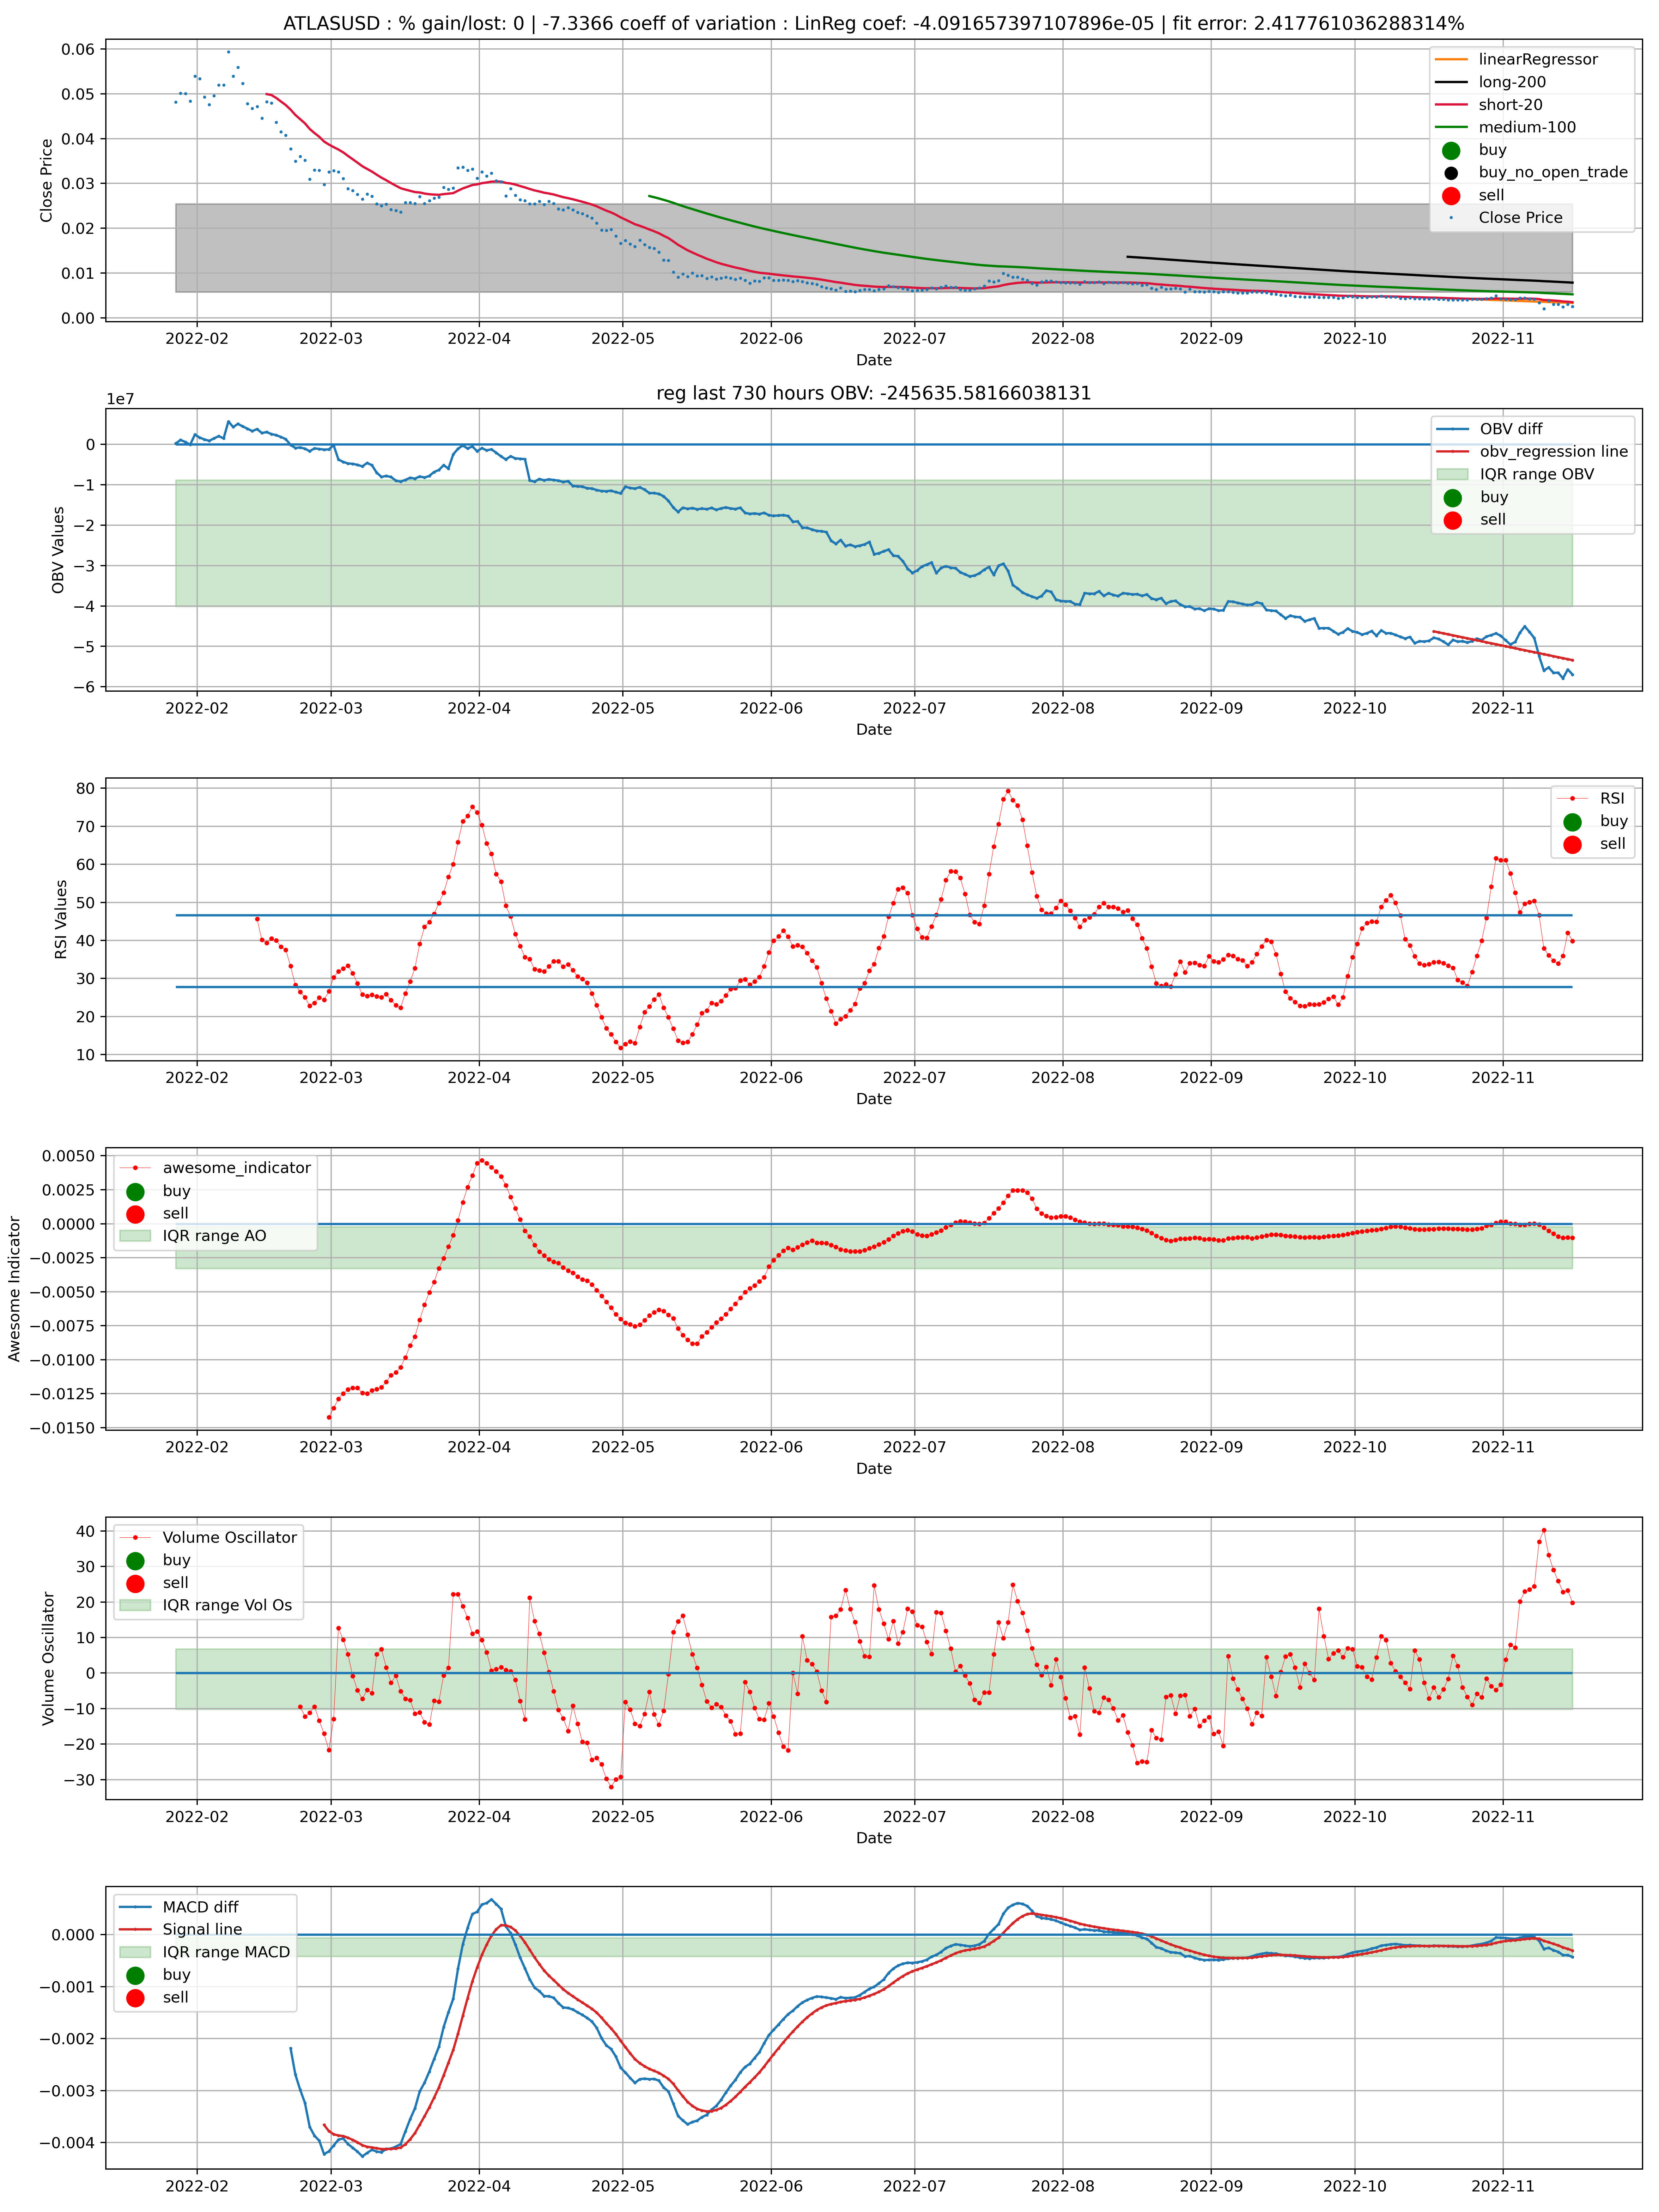 ATLASUSD : % gain/lost: 0 | -7.3366 coeff of variation : LinReg coef: -4.091657397107896e-05 | fit error: 2.417761036288314%
0.06
0.05
0.04
0.03
0.02
0.01
0.00
Close Price
linearRegressor
long-200
short-20
medium-100
buy
buy_no_open_trade
sell
Close Price
2022-02 2022-03 2022-04 2022-05 2022-06 2022-07 2022-08 2022-09 2022-10 2022-11
Date
reg last 730 hours OBV: -245635.58166038131
1e7
0
−1
−2
−3
−4
−5
−6
OBV Values
OBV diff
obv_regression line
IQR range OBV
buy
sell
2022-02 2022-03 2022-04 2022-05 2022-06 2022-07 2022-08 2022-09 2022-10 2022-11
Date
80
70
60
50
40
30
20
10
RSI Values
RSI
buy
sell
2022-02 2022-03 2022-04 2022-05 2022-06 2022-07 2022-08 2022-09 2022-10 2022-11
Date
0.0050
0.0025
0.0000
−0.0025
−0.0050
−0.0075
−0.0100
−0.0125
−0.0150
Awesome Indicator
awesome_indicator
buy
sell
IQR range AO
2022-02 2022-03 2022-04 2022-05 2022-06 2022-07 2022-08 2022-09 2022-10 2022-11
Date
40
30
20
10
0
−10
−20
−30
Volume Oscillator
Volume Oscillator
buy
sell
IQR range Vol Os
2022-02 2022-03 2022-04 2022-05 2022-06 2022-07 2022-08 2022-09 2022-10 2022-11
Date
0.000
−0.001
−0.002
−0.003
−0.004
MACD diff
Signal line
IQR range MACD
buy
sell
2022-02 2022-03 2022-04 2022-05 2022-06 2022-07 2022-08 2022-09 2022-10 2022-11